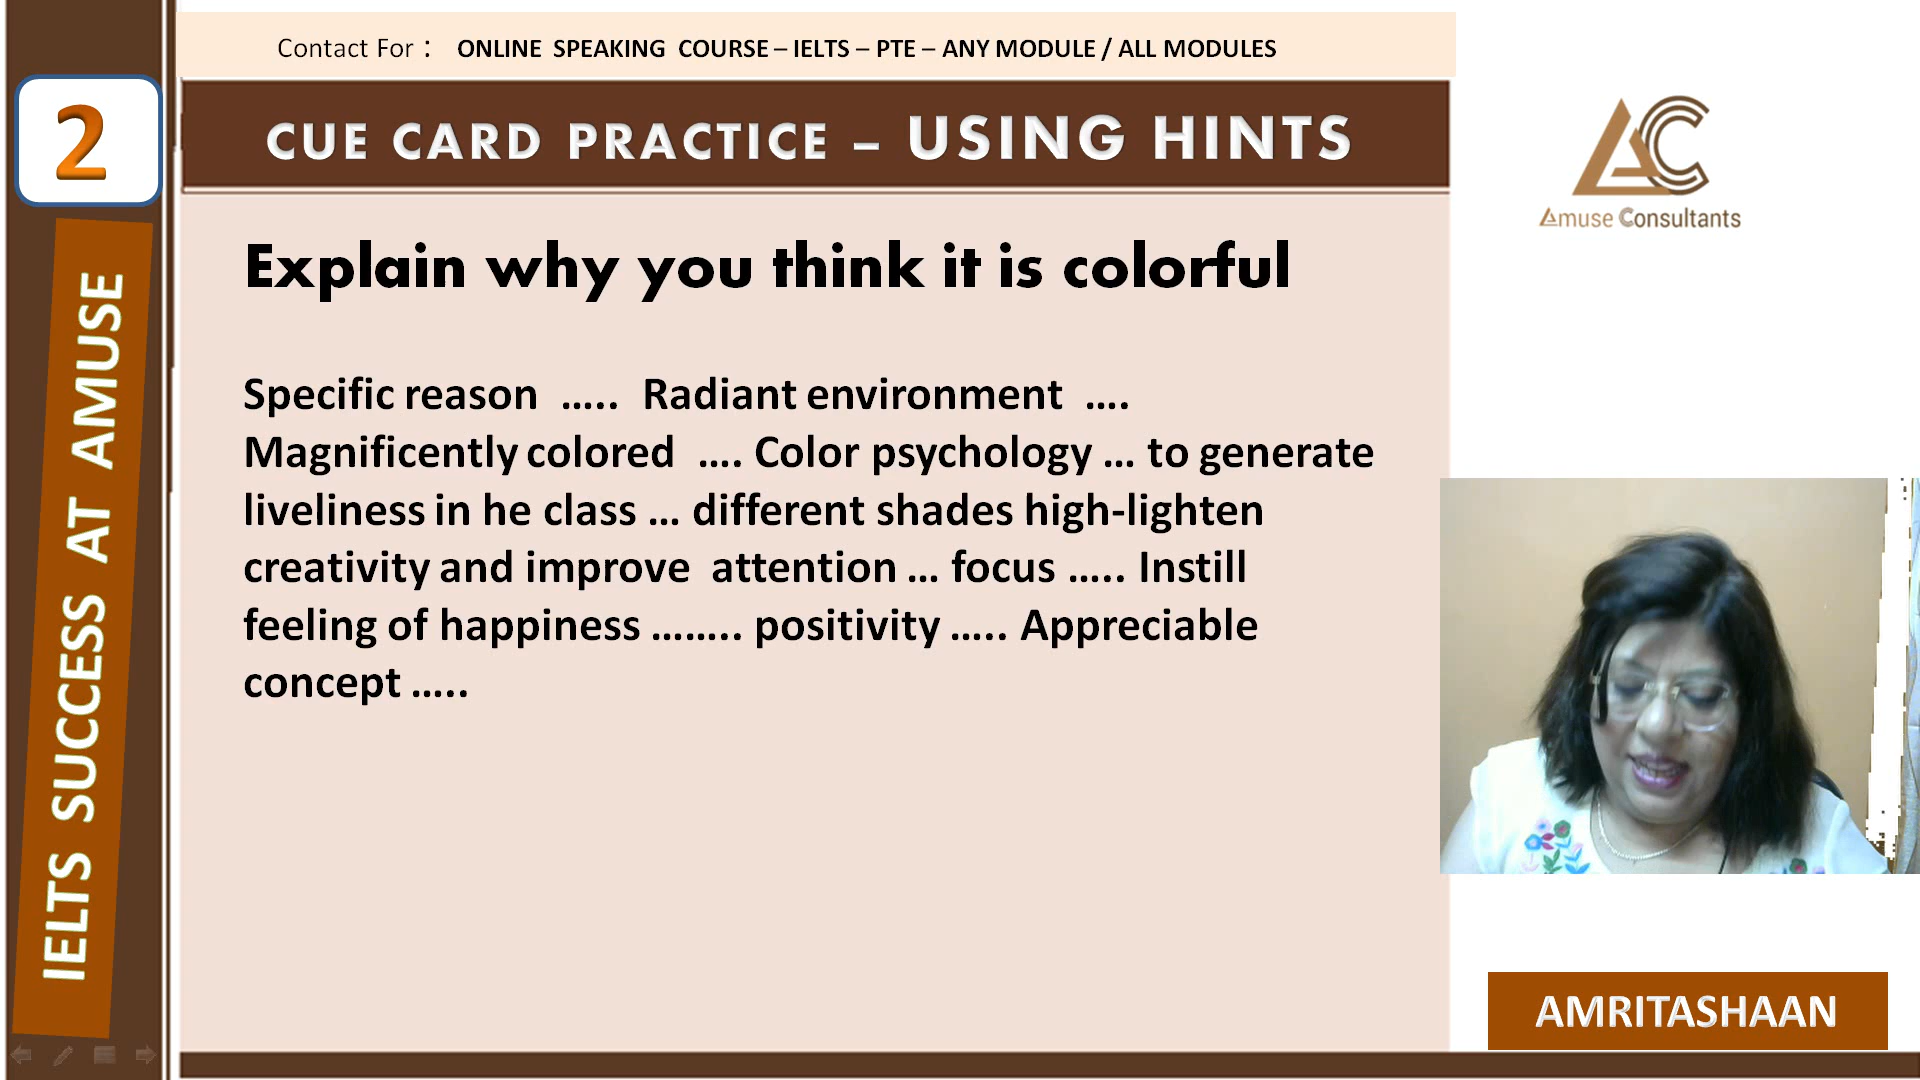 Contact For : ONLINE SPEAKING COURSE – IELTS – PTE – ANY MODULE / ALL MODULES
2
CUE CARD PRACTICE – USING HINTS
AC
Amuse Consultants
IELTS SUCCESS AT AMUSE
Explain why you think it is colorful
Specific reason ..... Radiant environment ....
Magnificently colored .... Color psychology ... to generate
liveliness in he class ... different shades high-lighten
creativity and improve attention ... focus ..... Instill
feeling of happiness ........ positivity ..... Appreciable
concept .....
AMRITASHAAN